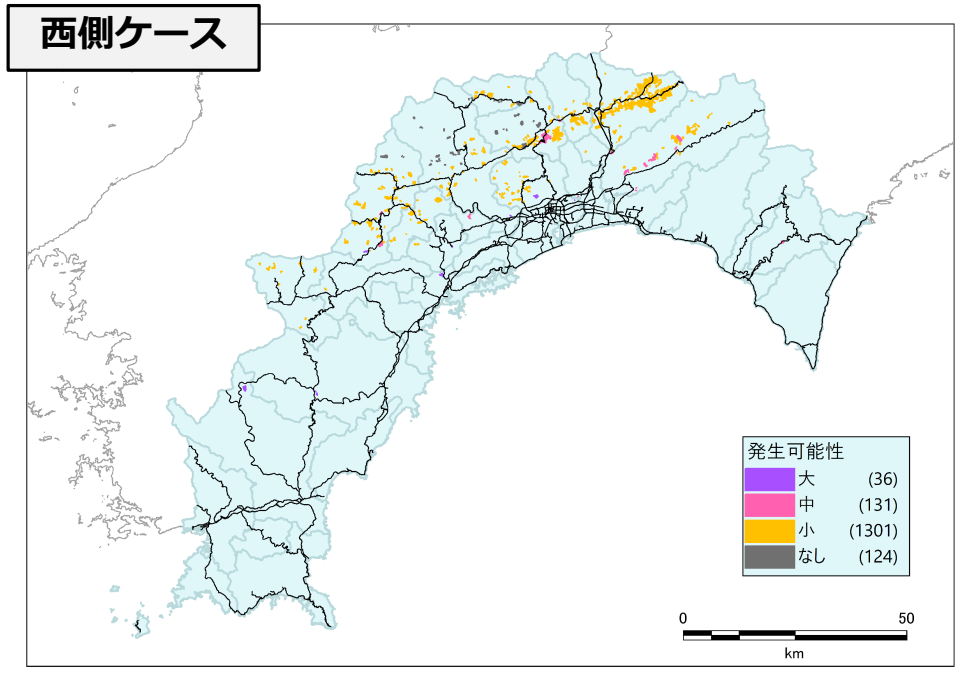 西側ケース
発生可能性
大 (36)
中 (131)
小 (1301)
なし (124)
0 50
km